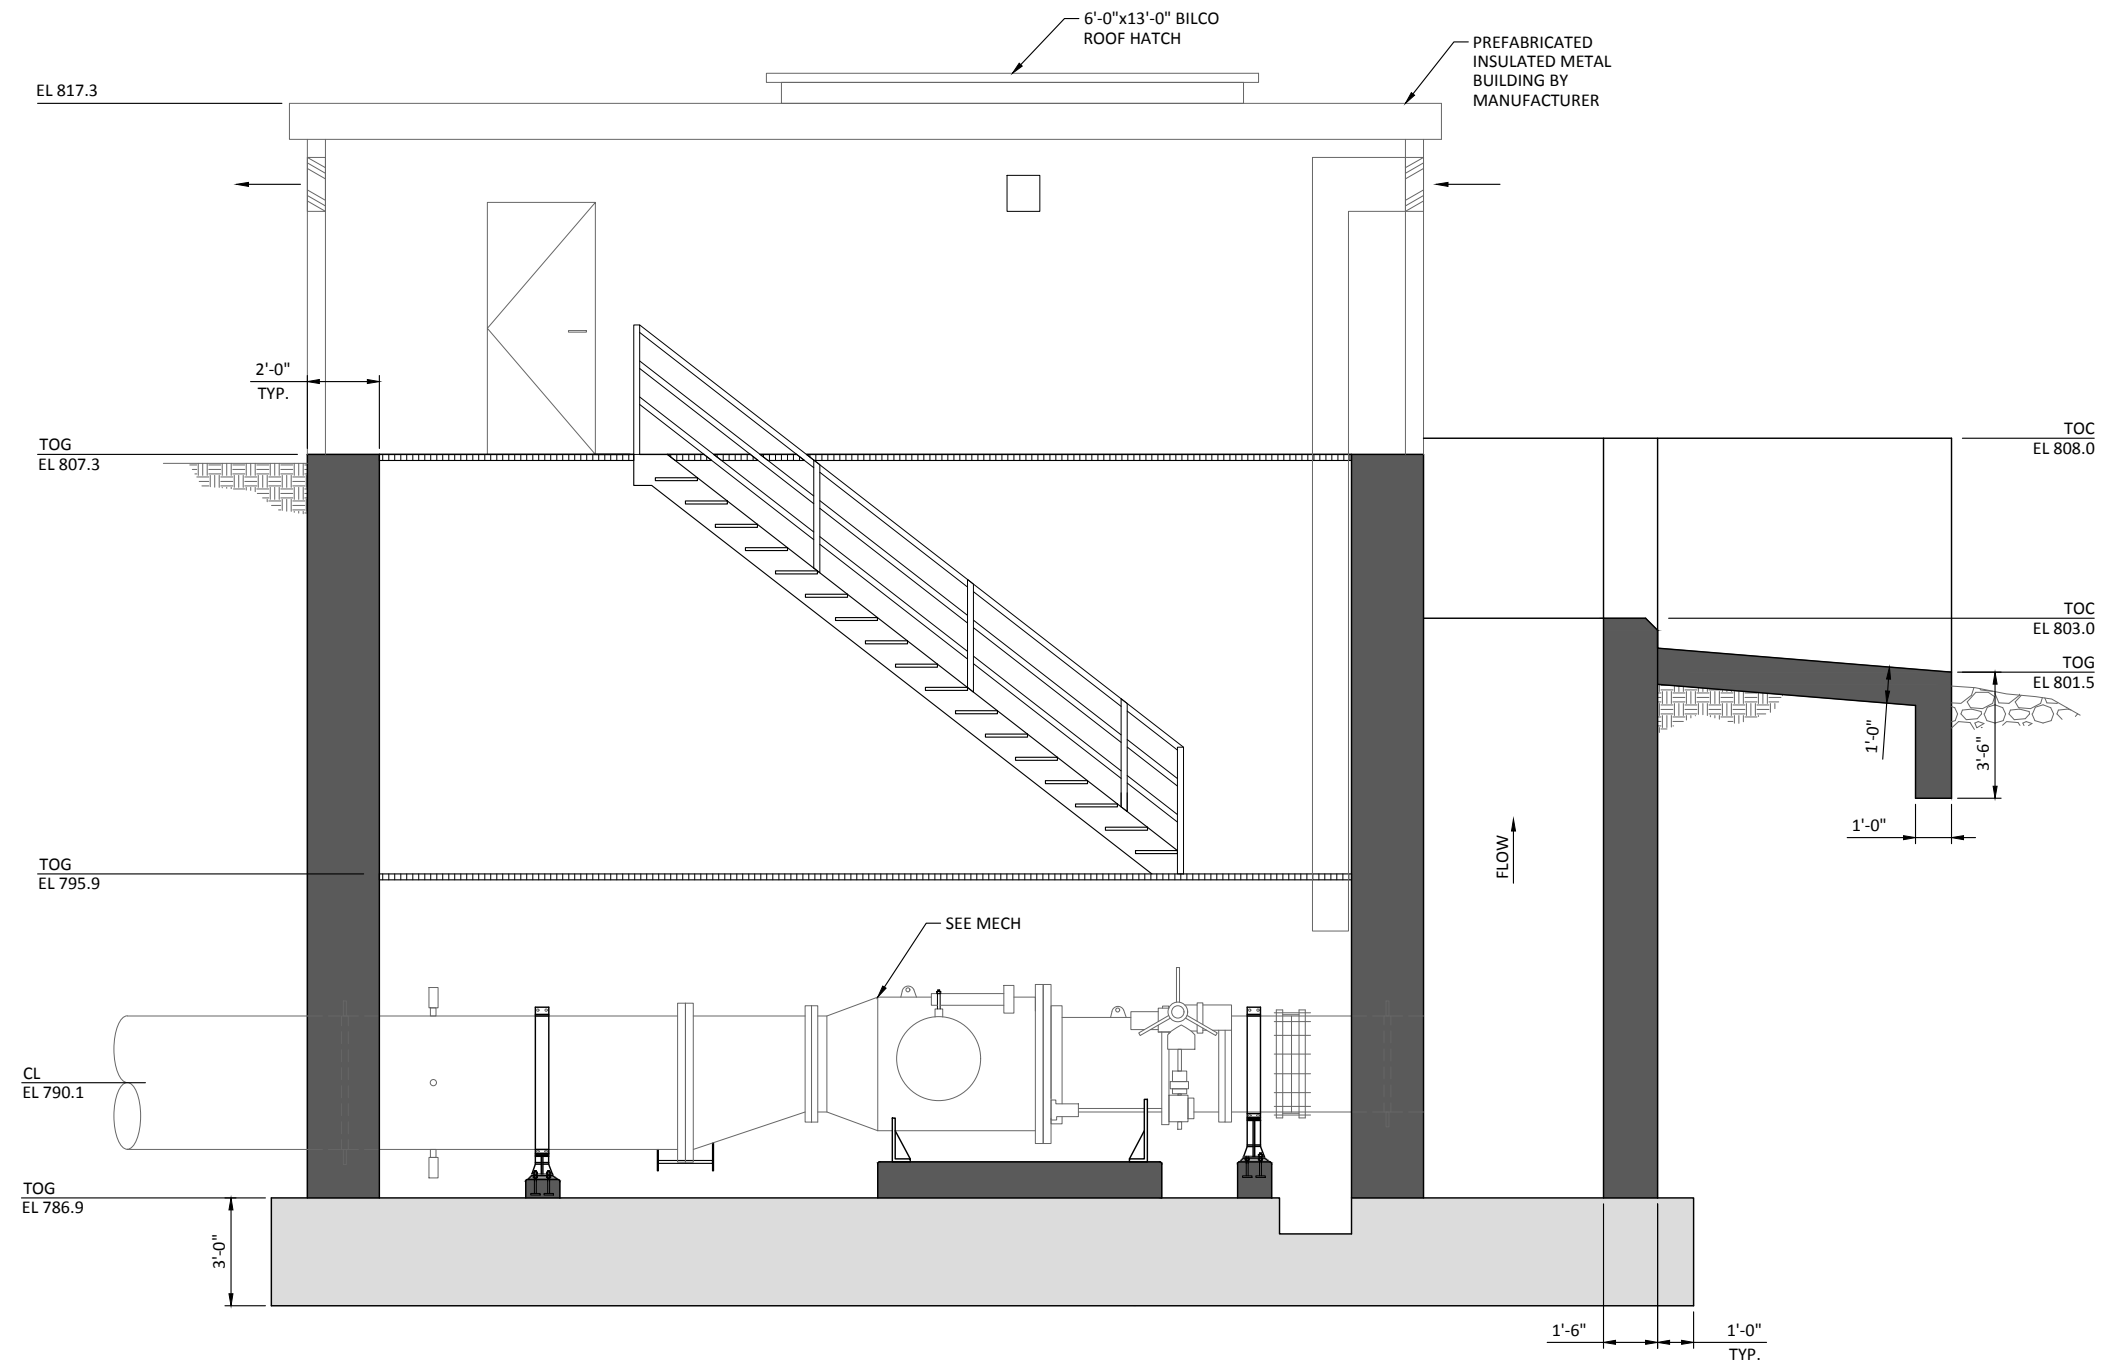 6'-0"x13'-0" BILCO
ROOF HATCH
PREFABRICATED
INSULATED METAL
BUILDING BY
MANUFACTURER
EL 817.3
2'-0"
TYP.
TOG
EL 807.3
TOC
EL 808.0
TOC
EL 803.0
TOG
EL 801.5
1'-0"
3'-6"
1'-0"
FLOW
TOG
EL 795.9
SEE MECH
CL
EL 790.1
TOG
EL 786.9
3'-0"
1'-6"
1'-0"
TYP.